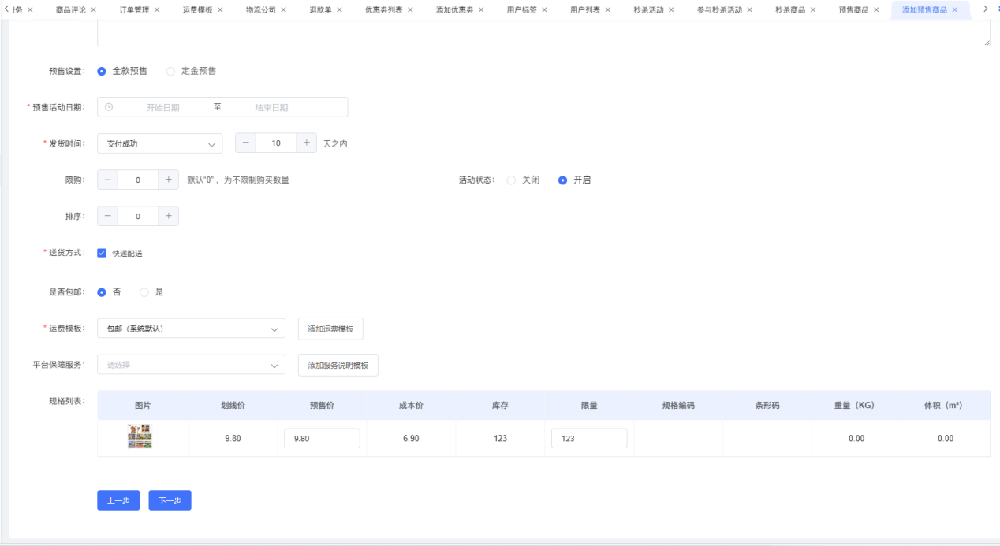 务 × 商品评论 × 订单管理 × 运费模板 × 物流公司 × 退款单 × 优惠券列表 × 添加优惠券 × 用户标签 × 用户列表 × 秒杀活动 × 参与秒杀活动 × 秒杀商品 × 预售商品 × 添加预售商品 ×
预售设置： 全款预售 定金预售
* 预售活动日期： 开始日期 至 结束日期
* 发货时间： 支付成功 − 10 + 天之内
限购： − 0 + 默认“0”，为不限制购买数量 活动状态： 关闭 开启
排序： − 0 +
* 送货方式： 快递配送
是否包邮： 否 是
* 运费模板： 包邮（系统默认） 添加运费模板
平台保障服务： 请选择 添加服务说明模板
规格列表： 图片 划线价 预售价 成本价 库存 限量 规格编码 条形码 重量（KG） 体积（m³）
9.80 9.80 6.90 123 123 0.00 0.00
上一步 下一步